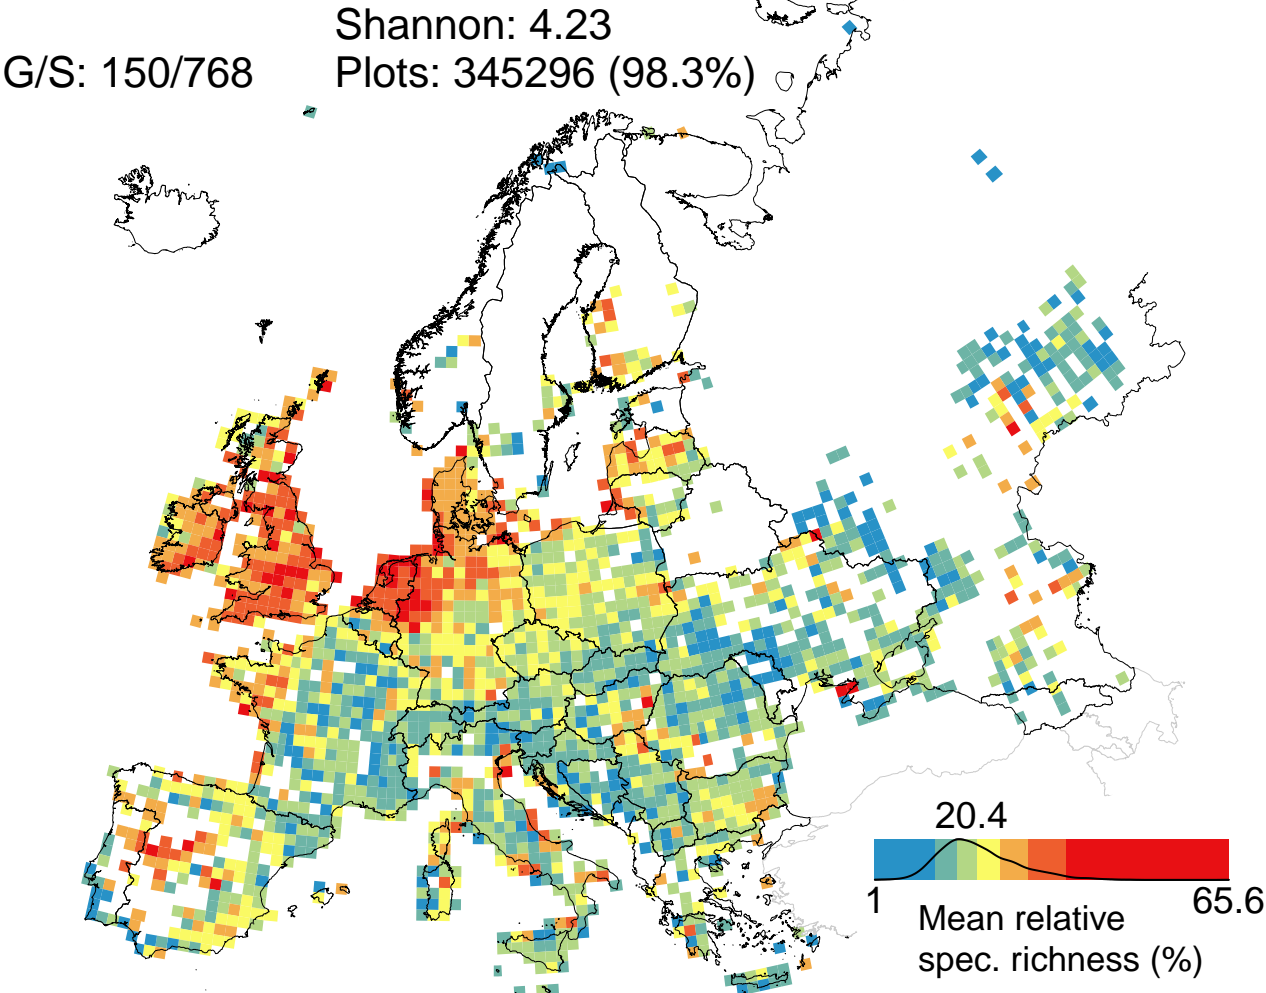 Shannon: 4.23
G/S: 150/768
Plots: 345296 (98.3%)
20.4
1
65.6
Mean relative
spec. richness (%)